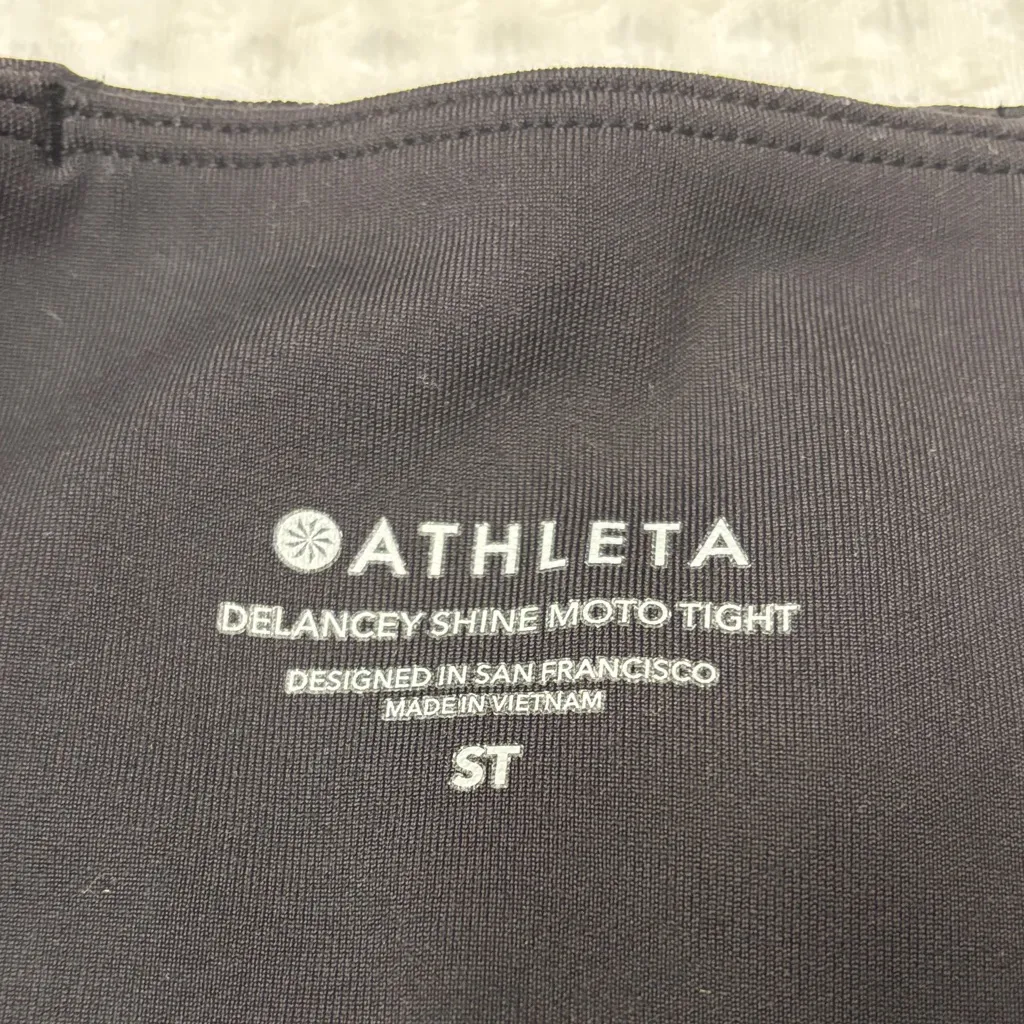 ATHLETA
DELANCEY SHINE MOTO TIGHT
DESIGNED IN SAN FRANCISCO
MADE IN VIETNAM
ST